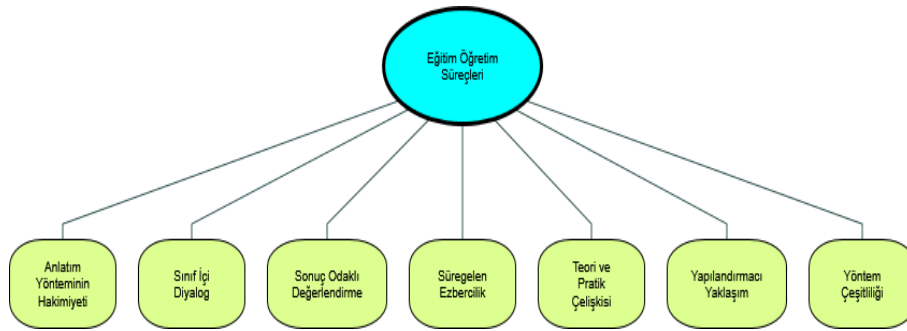 Eğitim Öğretim
Süreçleri
Anlatım
Yönteminin
Hakimiyeti
Sınıf İçi
Diyalog
Sonuç Odaklı
Değerlendirme
Süregelen
Ezbercilik
Teori ve
Pratik
Çelişkisi
Yapılandırmacı
Yaklaşım
Yöntem
Çeşitliliği